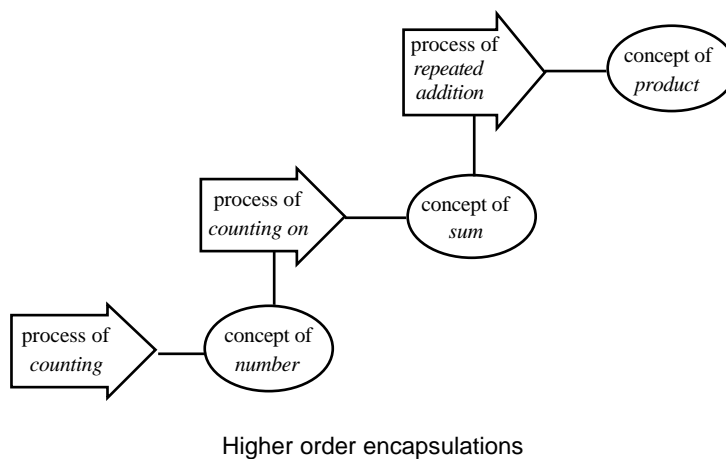 process of
repeated
addition
concept of
product
process of
counting on
concept of
sum
process of
counting
concept of
number
Higher order encapsulations